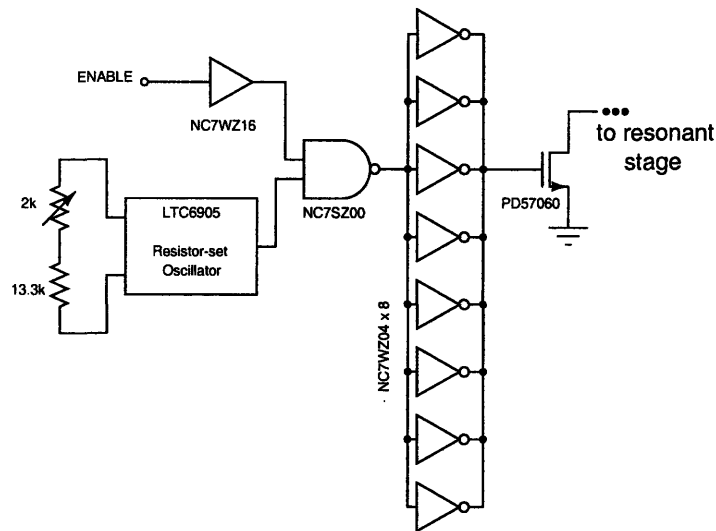 ENABLE
NC7WZ16
to resonant
stage
2k
LTC6905
NC7SZ00
PD57060
Resistor-set
Oscillator
13.3k
NC7WZ04 x 8